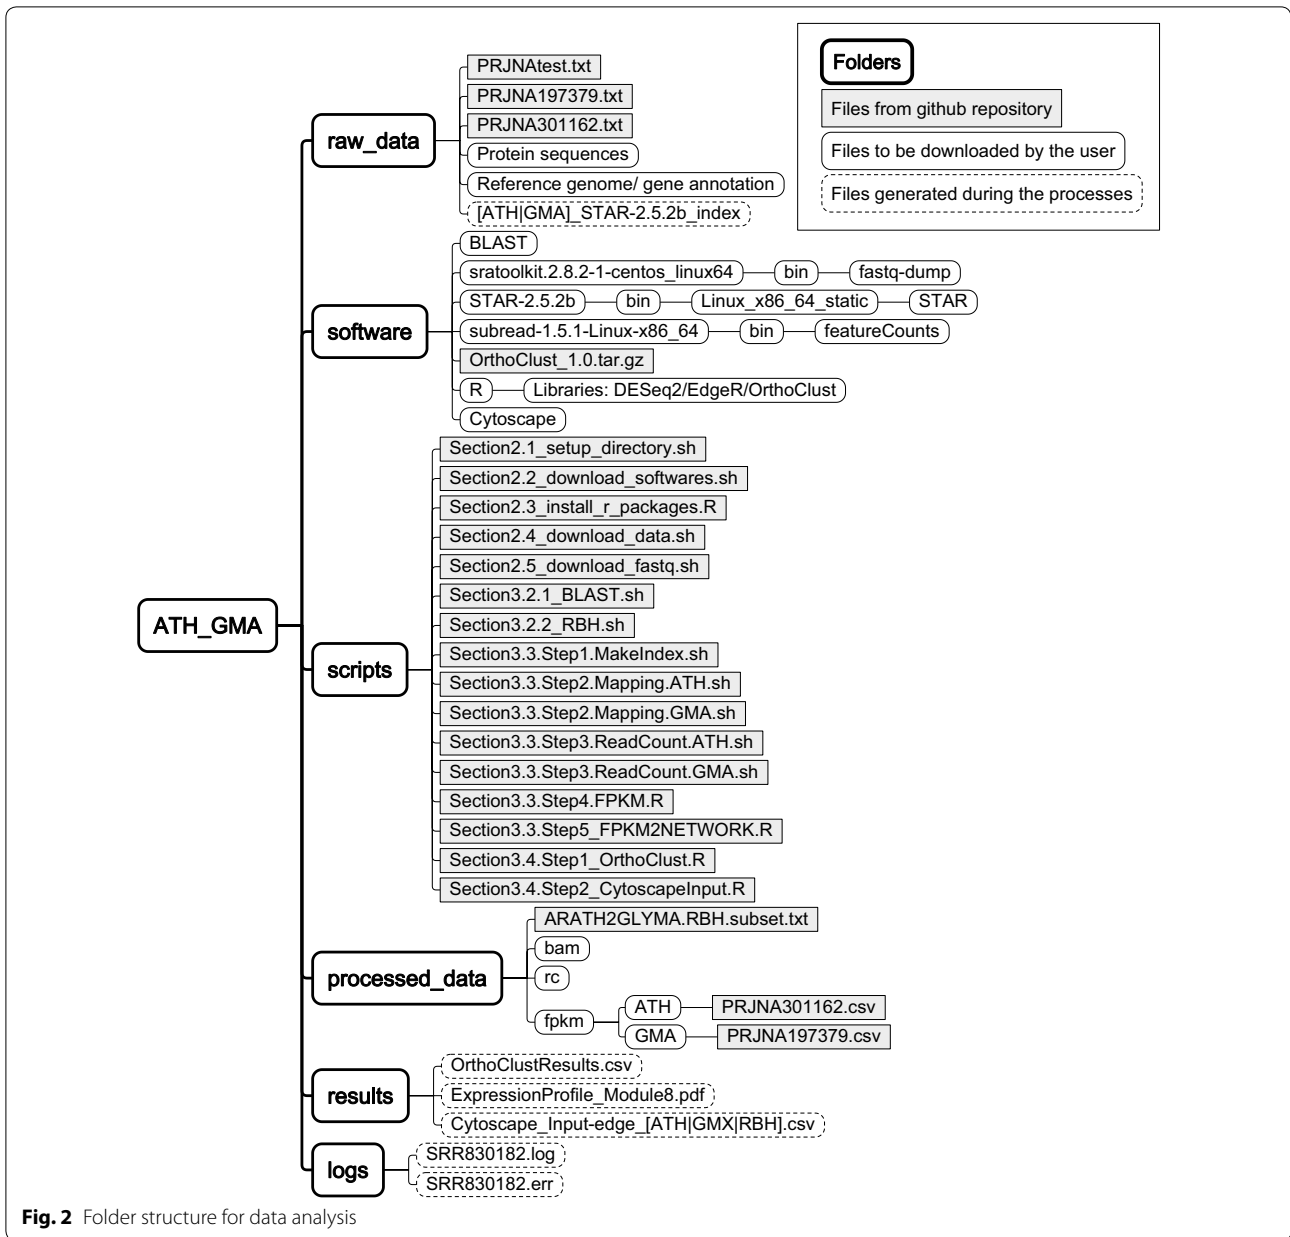 Folders
Files from github repository
Files to be downloaded by the user
Files generated during the processes
ATH_GMA
raw_data
PRJNAtest.txt
PRJNA197379.txt
PRJNA301162.txt
Protein sequences
Reference genome/ gene annotation
[ATH|GMA]_STAR-2.5.2b_index
software
BLAST
sratoolkit.2.8.2-1-centos_linux64 bin fastq-dump
STAR-2.5.2b bin Linux_x86_64_static STAR
subread-1.5.1-Linux-x86_64 bin featureCounts
OrthoClust_1.0.tar.gz
R Libraries: DESeq2/EdgeR/OrthoClust
Cytoscape
scripts
Section2.1_setup_directory.sh
Section2.2_download_softwares.sh
Section2.3_install_r_packages.R
Section2.4_download_data.sh
Section2.5_download_fastq.sh
Section3.2.1_BLAST.sh
Section3.2.2_RBH.sh
Section3.3.Step1.MakeIndex.sh
Section3.3.Step2.Mapping.ATH.sh
Section3.3.Step2.Mapping.GMA.sh
Section3.3.Step3.ReadCount.ATH.sh
Section3.3.Step3.ReadCount.GMA.sh
Section3.3.Step4.FPKM.R
Section3.3.Step5_FPKM2NETWORK.R
Section3.4.Step1_OrthoClust.R
Section3.4.Step2_CytoscapeInput.R
processed_data
ARATH2GLYMA.RBH.subset.txt
bam
rc
fpkm
ATH PRJNA301162.csv
GMA PRJNA197379.csv
results
OrthoClustResults.csv
ExpressionProfile_Module8.pdf
Cytoscape_Input-edge_[ATH|GMX|RBH].csv
logs
SRR830182.log
SRR830182.err
Fig. 2 Folder structure for data analysis